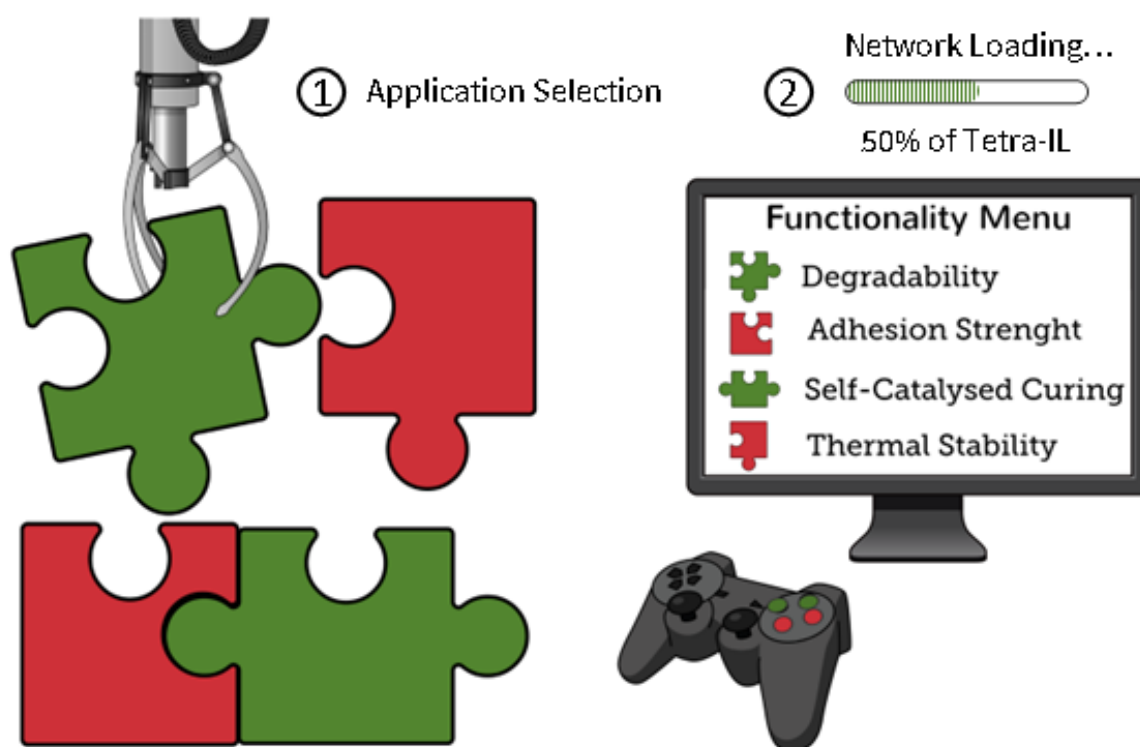 1 Application Selection
2 Network Loading...
50% of Tetra-IL
Functionality Menu
Degradability
Adhesion Strenght
Self-Catalysed Curing
Thermal Stability